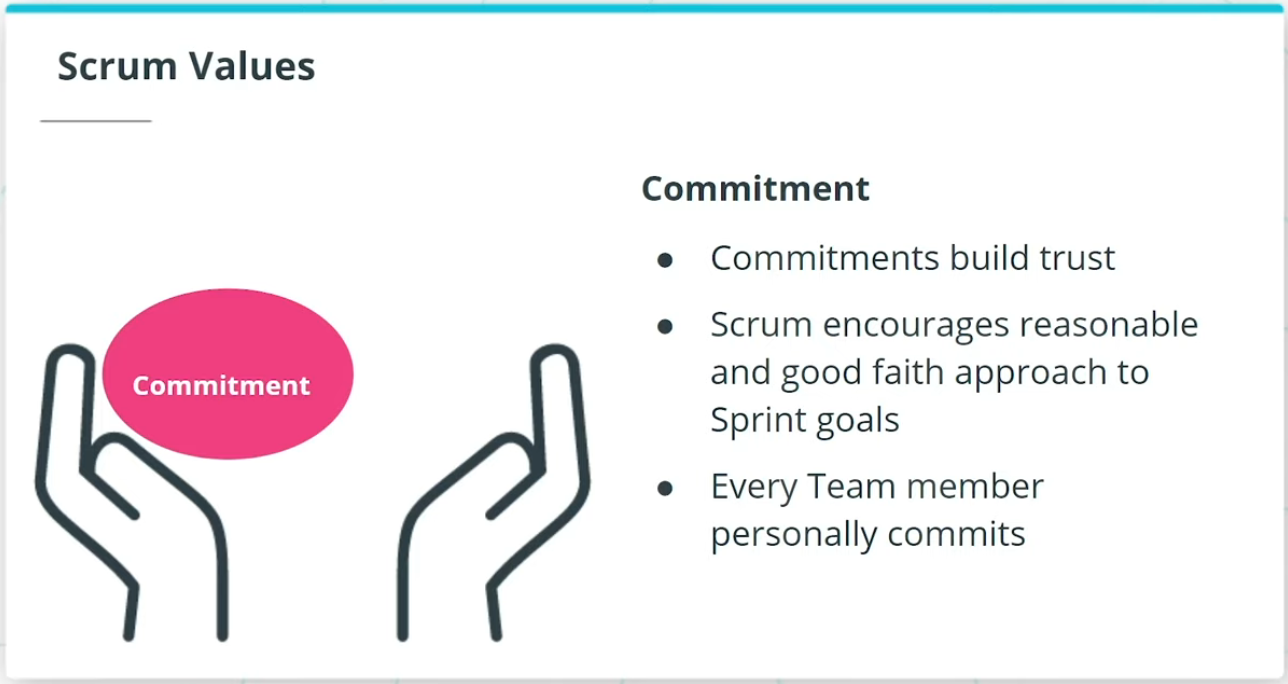 Scrum Values
Commitment
● Commitments build trust
● Scrum encourages reasonable
and good faith approach to
Sprint goals
● Every Team member
personally commits
Commitment